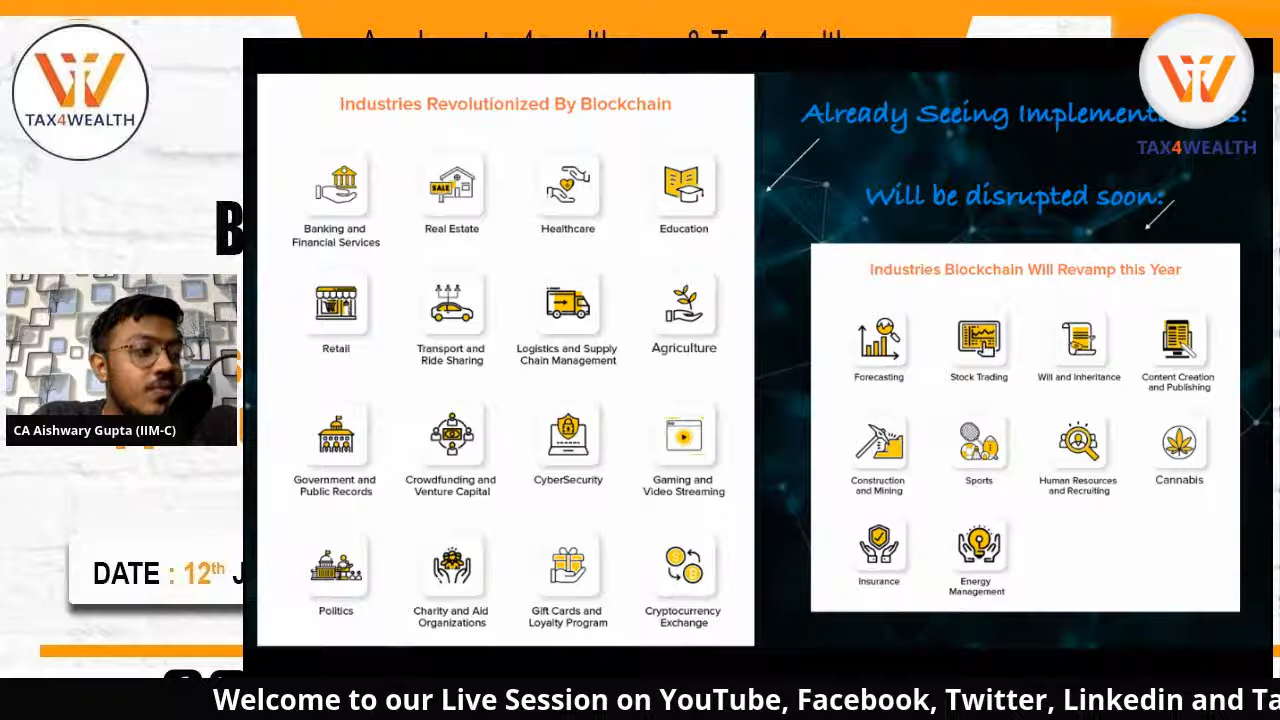 TAX4WEALTH
Industries Revolutionized By Blockchain
Banking and
Financial Services
Real Estate
Healthcare
Education
Retail
Transport and
Ride Sharing
Logistics and Supply
Chain Management
Agriculture
Government and
Public Records
Crowdfunding and
Venture Capital
CyberSecurity
Gaming and
Video Streaming
Politics
Charity and Aid
Organizations
Gift Cards and
Loyalty Program
Cryptocurrency
Exchange
Already Seeing
TAX4WEALTH
Will be disrupted soon:
Industries Blockchain Will Revamp this Year
Forecasting
Stock Trading
Will and Inheritance
Content Creation
and Publishing
Construction
and Mining
Sports
Human Resources
and Recruiting
Cannabis
Insurance
Energy
Management
SALE
B
CA Aishwary Gupta (IIM-C)
DATE : 12th J
Welcome to our Live Session on YouTube, Facebook, Twitter, Linkedin and Ta